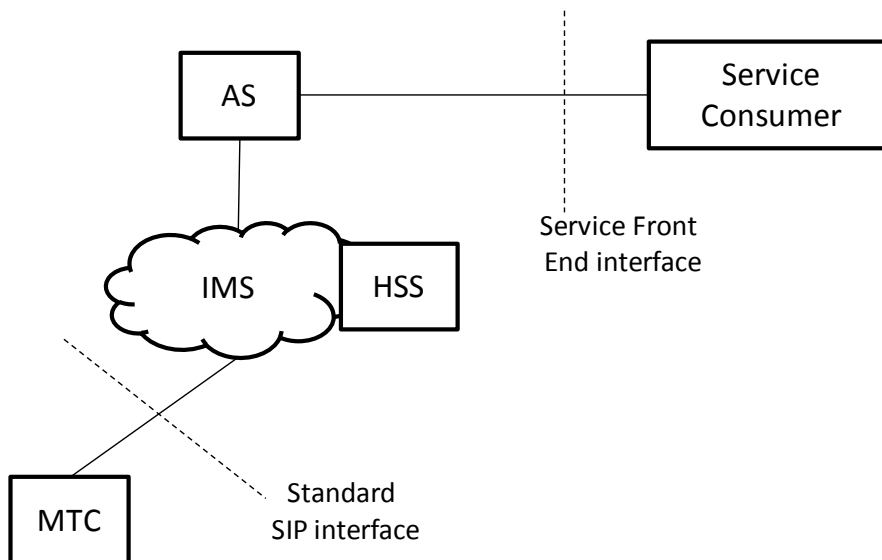 AS
Service
Consumer
Service Front
End interface
IMS
HSS
Standard
SIP interface
MTC